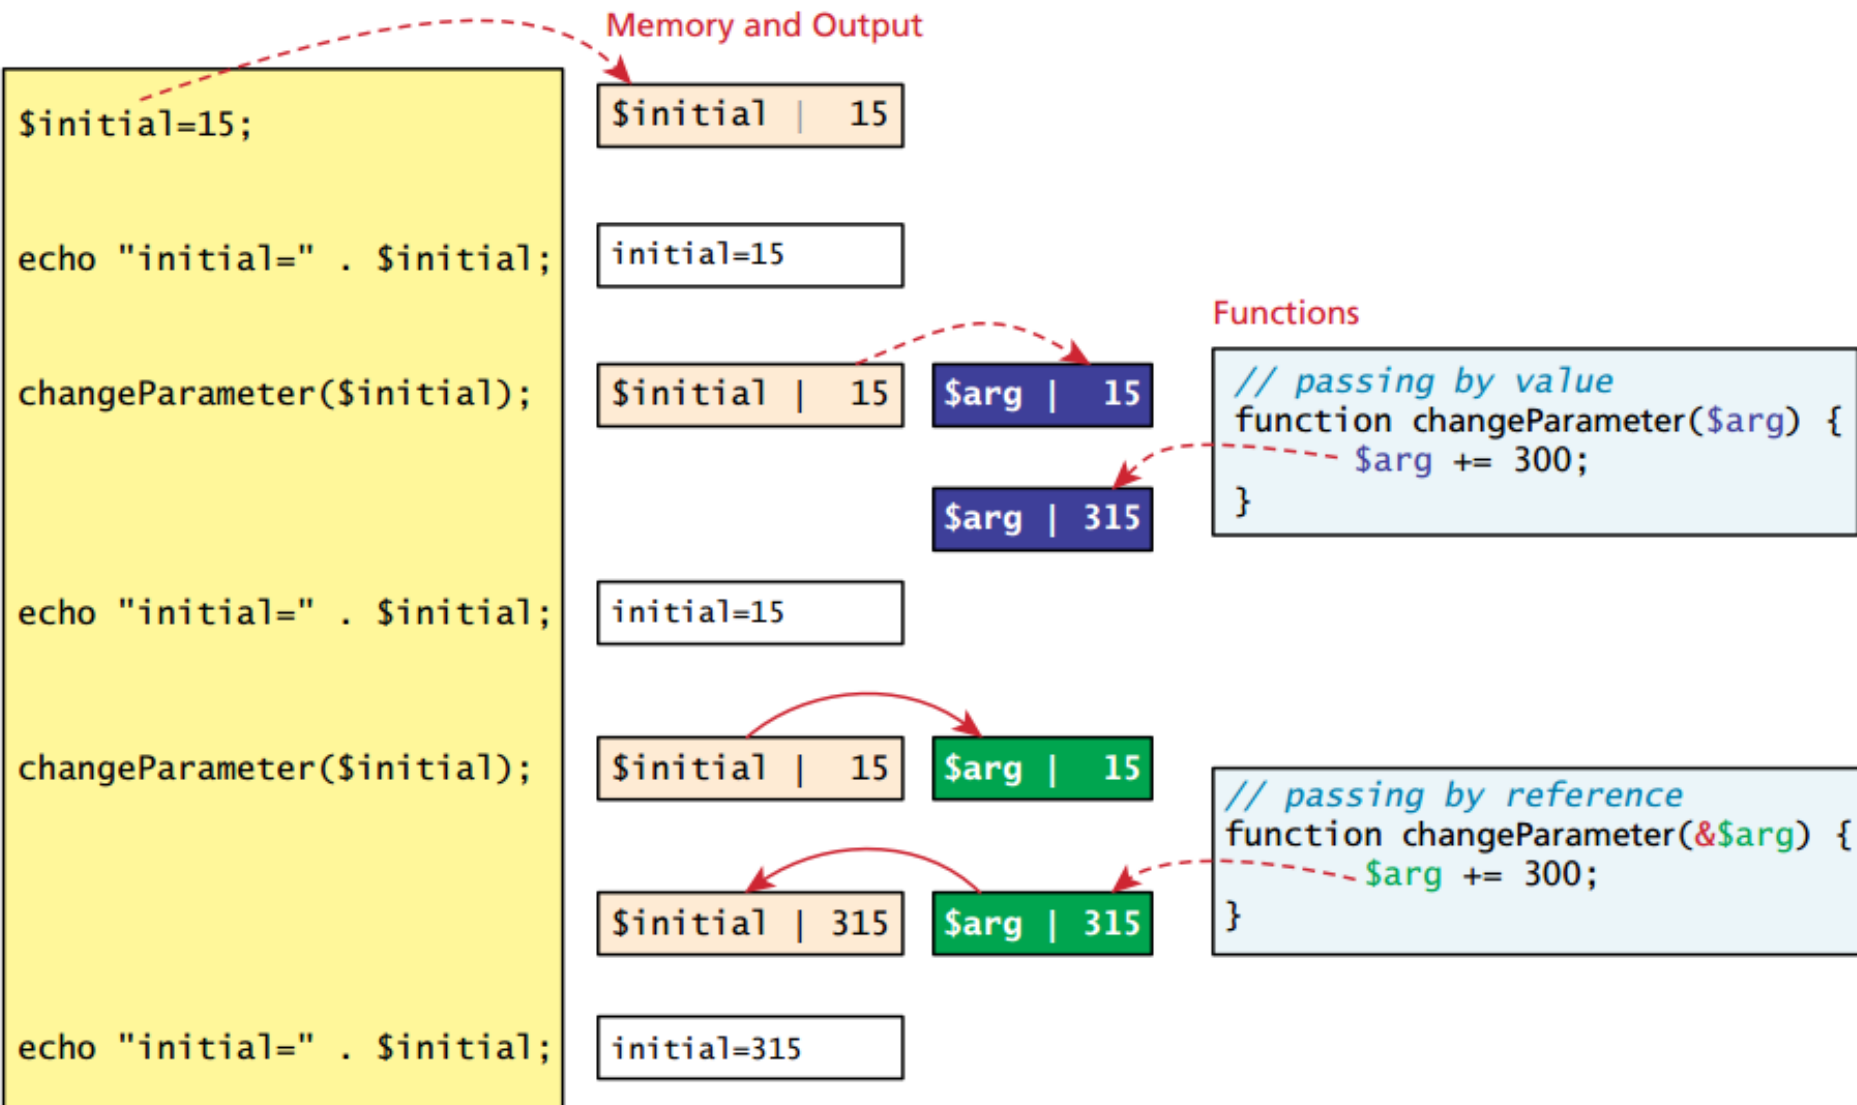 Memory and Output
$initial=15;
$initial | 15
echo "initial=" . $initial;
initial=15
Functions
changeParameter($initial);
$initial | 15
$arg | 15
// passing by value
function changeParameter($arg) {
$arg += 300;
}
$arg | 315
echo "initial=" . $initial;
initial=15
changeParameter($initial);
$initial | 15
$arg | 15
// passing by reference
function changeParameter(&$arg) {
$arg += 300;
}
$initial | 315
$arg | 315
echo "initial=" . $initial;
initial=315